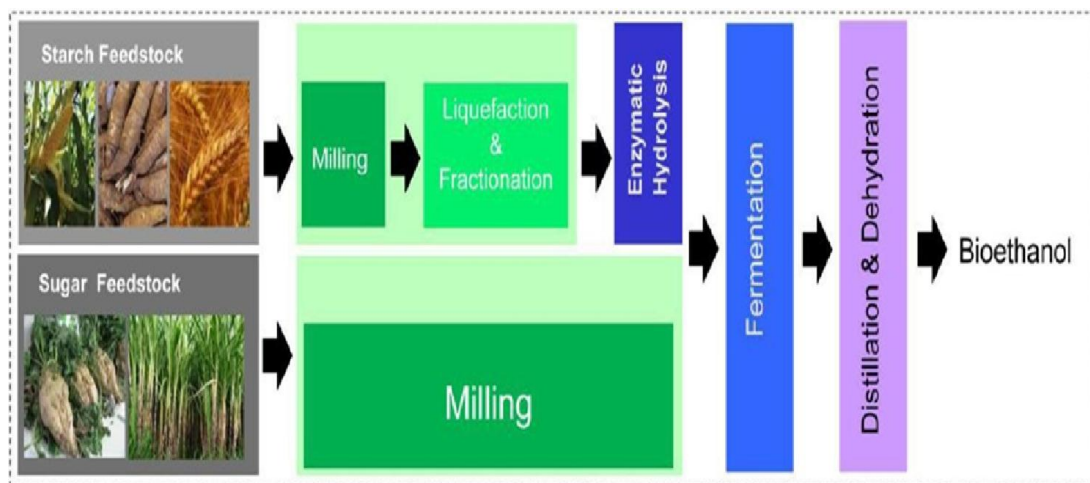 Starch Feedstock
Milling
Liquefaction
&
Fractionation
Enzymatic
Hydrolysis
Sugar Feedstock
Milling
Fermentation
Distillation & Dehydration
Bioethanol